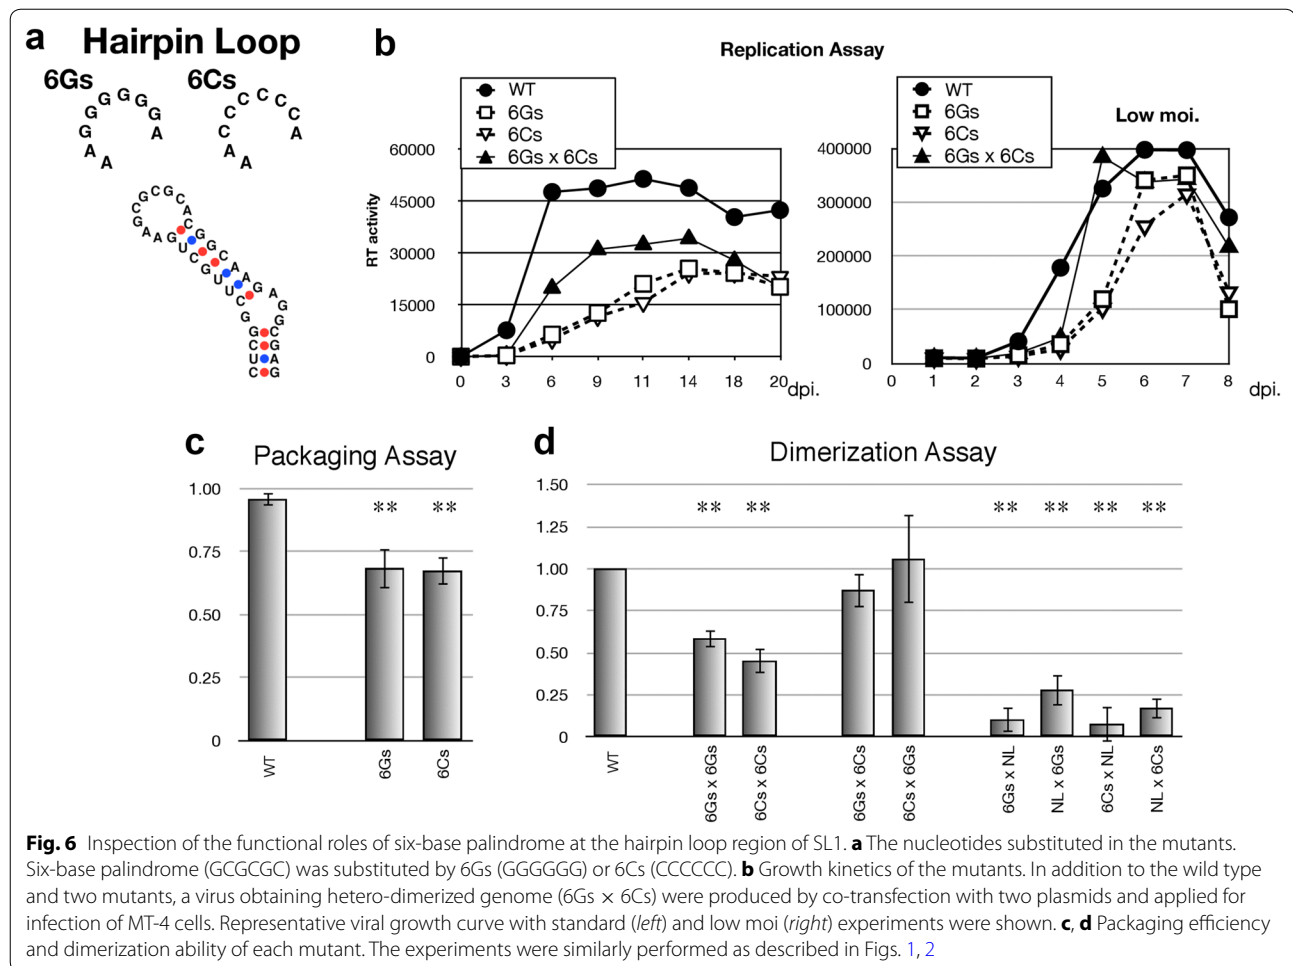 a Hairpin Loop
6Gs 6Cs
G G G G G G A A A
C C C C C C A A A
G C G C G C A C G G C A A G A G G C G A G
A A G U C G U U C G G C U C
b
Replication Assay
WT
6Gs
6Cs
6Gs x 6Cs
RT activity
60000
45000
30000
15000
0
0 3 6 9 11 14 18 20 dpi.
WT
6Gs
6Cs
6Gs x 6Cs
Low moi.
400000
300000
200000
100000
0
0 1 2 3 4 5 6 7 8 dpi.
c
Packaging Assay
1.00
0.75
0.50
0.25
0
** **
WT 6Gs 6Cs
d
Dimerization Assay
1.50
1.25
1.00
0.75
0.50
0.25
0
** ** ** ** ** **
WT 6Gs x 6Gs 6Cs x 6Cs 6Gs x 6Cs 6Cs x 6Gs 6Gs x NL NL x 6Gs 6Cs x NL NL x 6Cs
Fig. 6 Inspection of the functional roles of six-base palindrome at the hairpin loop region of SL1. a The nucleotides substituted in the mutants.
Six-base palindrome (GCGCGC) was substituted by 6Gs (GGGGGG) or 6Cs (CCCCCC). b Growth kinetics of the mutants. In addition to the wild type
and two mutants, a virus obtaining hetero-dimerized genome (6Gs × 6Cs) were produced by co-transfection with two plasmids and applied for
infection of MT-4 cells. Representative viral growth curve with standard (left) and low moi (right) experiments were shown. c, d Packaging efficiency
and dimerization ability of each mutant. The experiments were similarly performed as described in Figs. 1, 2